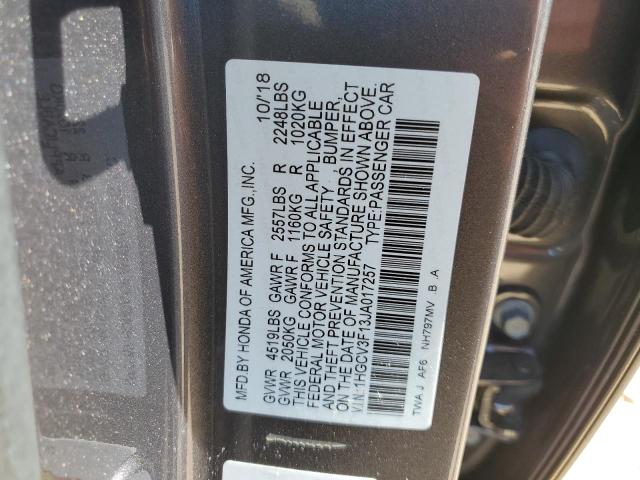 MFD.BY HONDA OF AMERICA MFG.,INC. 10/'18
GVWR 4519LBS GAWR F 2557LBS R 2248LBS
GVWR 2050KG GAWR F 1160KG R 1020KG
THIS VEHICLE CONFORMS TO ALL APPLICABLE
FEDERAL MOTOR VEHICLE SAFETY, BUMPER,
AND THEFT PREVENTION STANDARDS IN EFFECT
ON THE DATE OF MANUFACTURE SHOWN ABOVE.
V.I.N.:1HGCV3F13JA017257 TYPE:PASSENGER CAR
TWA J AF6 NH797MV B .A